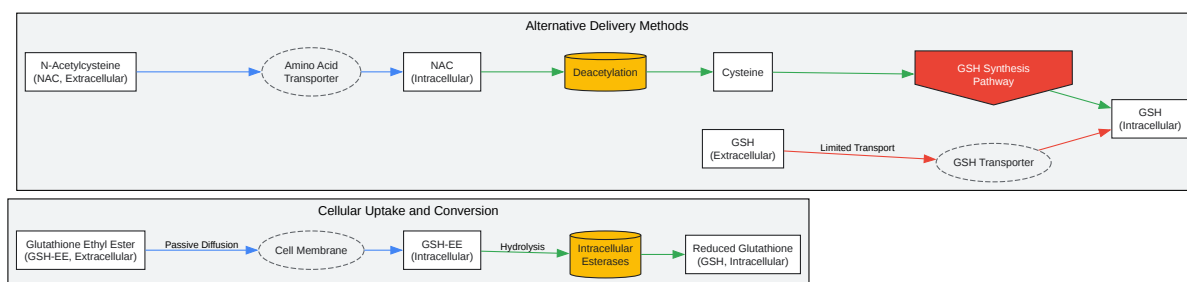 Alternative Delivery Methods
N-Acetylcysteine
(NAC, Extracellular)
Amino Acid
Transporter
NAC
(Intracellular)
Deacetylation
Cysteine
GSH Synthesis
Pathway
GSH
(Intracellular)
GSH
(Extracellular)
Limited Transport
GSH Transporter
Cellular Uptake and Conversion
Glutathione Ethyl Ester
(GSH-EE, Extracellular)
Passive Diffusion
Cell Membrane
GSH-EE
(Intracellular)
Hydrolysis
Intracellular
Esterases
Reduced Glutathione
(GSH, Intracellular)